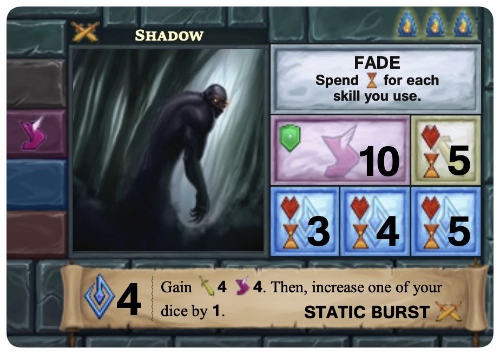 SHADOW
FADE
Spend for each
skill you use.
10
5
3
4
5
4
Gain 4 4. Then, increase one of your
dice by 1.
STATIC BURST